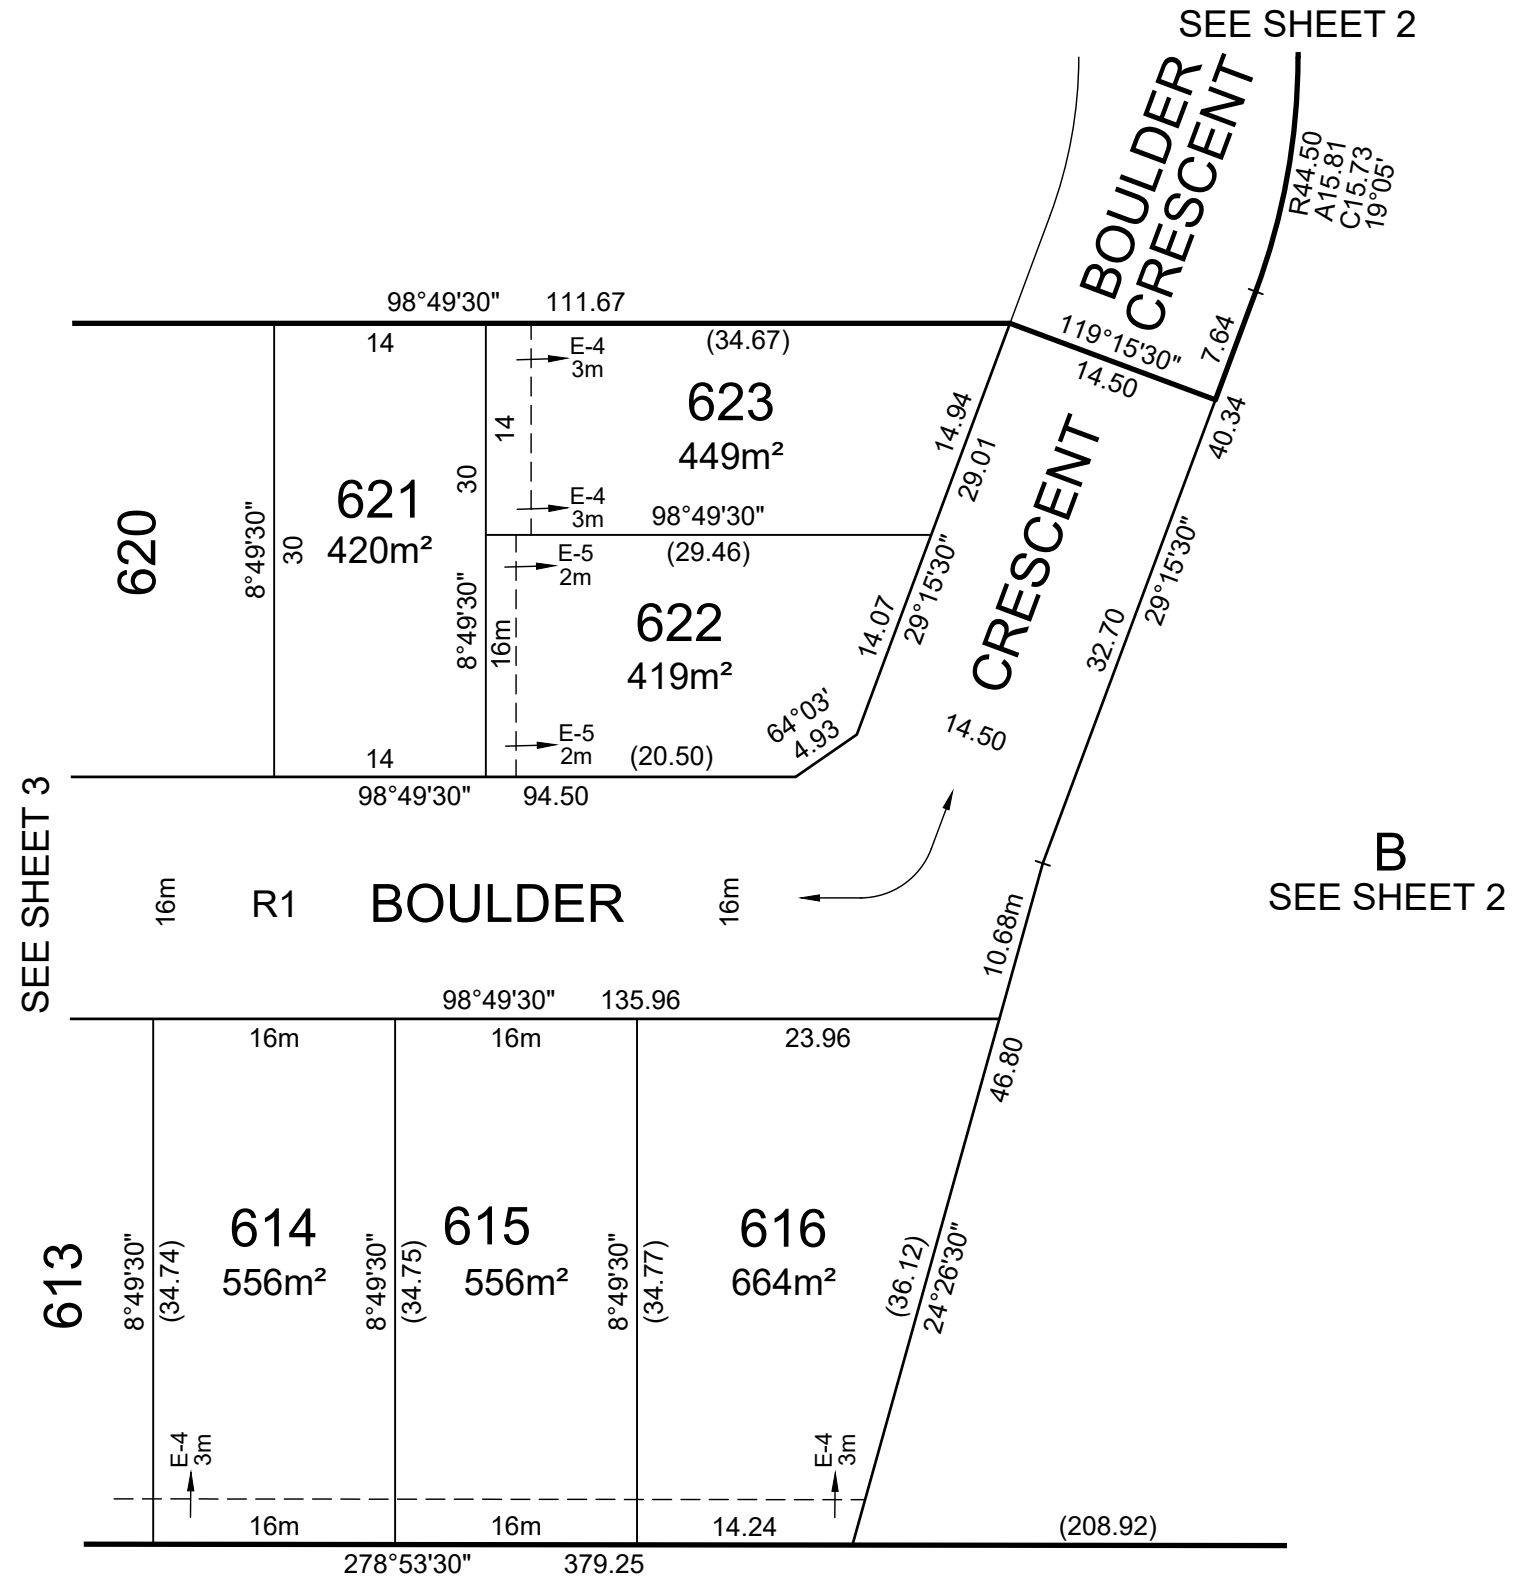 SEE SHEET 2
BOULDER
CRESCENT
R44.50
A15.81
C15.73
19°05'
98°49'30" 111.67
119°15'30"
14.50
7.64
40.34
14
(34.67)
E-4
3m
623
449m²
14
14.94
29.01
30
E-4
3m
98°49'30"
620
8°49'30"
30
621
420m²
(29.46)
E-5
2m
8°49'30"
16m
622
419m²
14.07
29°15'30"
CRESCENT
32.70
29°15'30"
64°03'
4.93
14.50
E-5
2m
14
(20.50)
98°49'30" 94.50
SEE SHEET 3
16m
R1
BOULDER
16m
B
SEE SHEET 2
10.68m
98°49'30" 135.96
16m
16m
23.96
46.80
613
8°49'30"
(34.74)
614
556m²
8°49'30"
(34.75)
615
556m²
8°49'30"
(34.77)
616
664m²
(36.12)
24°26'30"
E-4
3m
E-4
3m
16m
16m
14.24
(208.92)
278°53'30" 379.25